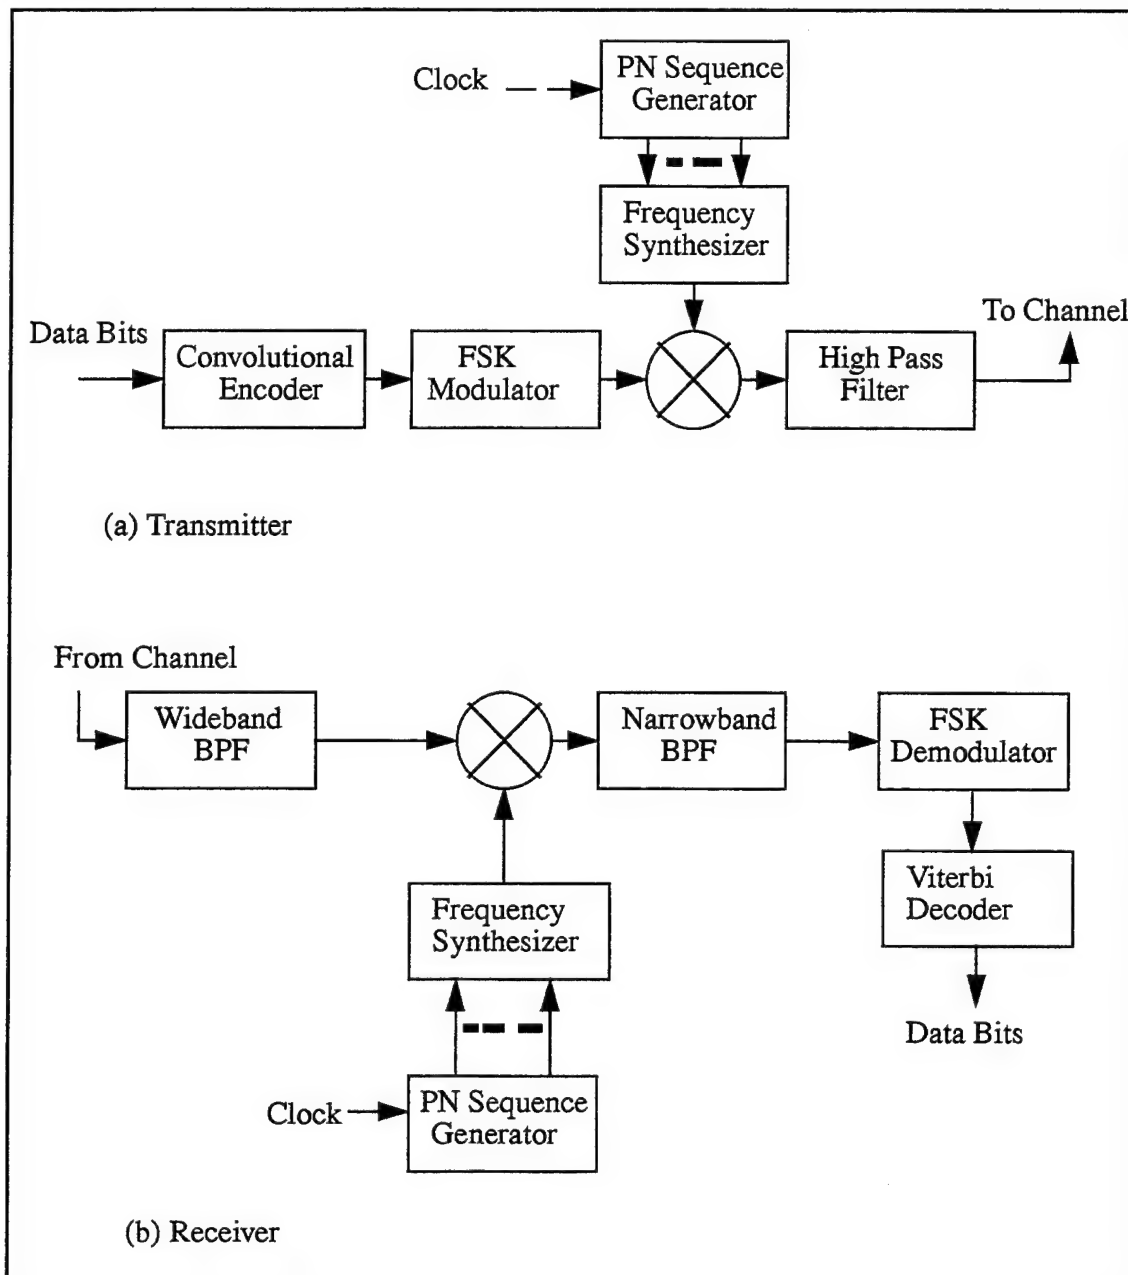 Clock
PN Sequence
Generator
Frequency
Synthesizer
To Channel
Data Bits
Convolutional
Encoder
FSK
Modulator
High Pass
Filter
(a) Transmitter
From Channel
Wideband
BPF
Narrowband
BPF
FSK
Demodulator
Viterbi
Decoder
Frequency
Synthesizer
Data Bits
Clock
PN Sequence
Generator
(b) Receiver